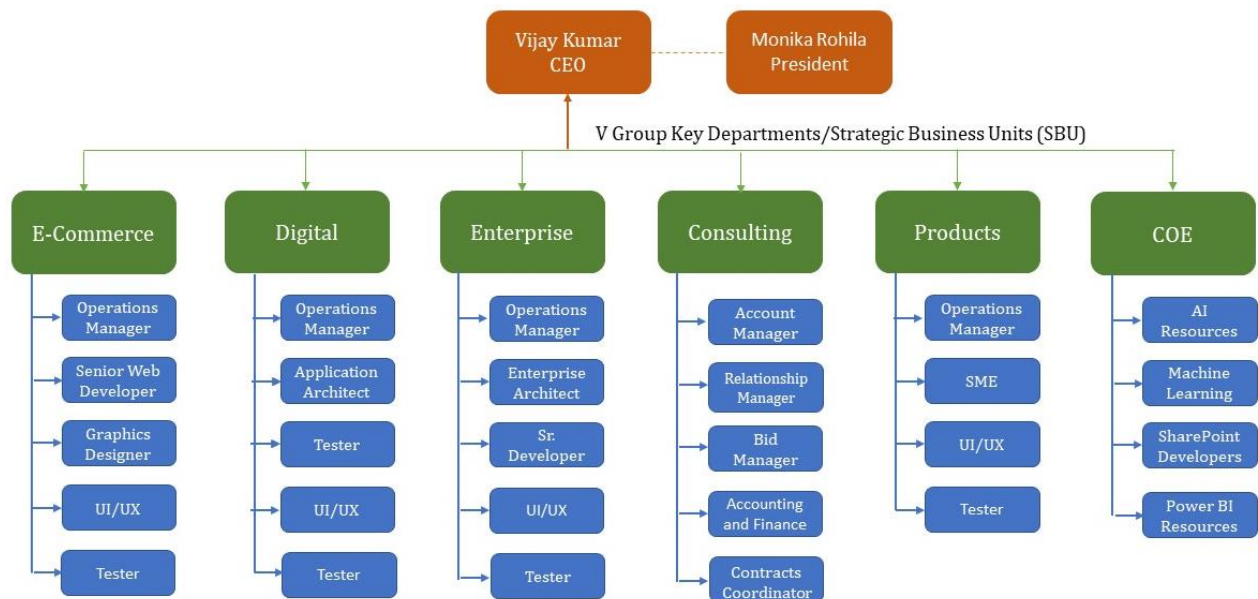 Vijay Kumar
CEO
Monika Rohila
President
V Group Key Departments/Strategic Business Units (SBU)
E-Commerce
Digital
Enterprise
Consulting
Products
COE
Operations
Manager
Senior Web
Developer
Graphics
Designer
UI/UX
Tester
Operations
Manager
Application
Architect
Tester
UI/UX
Tester
Operations
Manager
Enterprise
Architect
Sr.
Developer
UI/UX
Tester
Account
Manager
Relationship
Manager
Bid
Manager
Accounting
and Finance
Contracts
Coordinator
Operations
Manager
SME
UI/UX
Tester
AI
Resources
Machine
Learning
SharePoint
Developers
Power BI
Resources